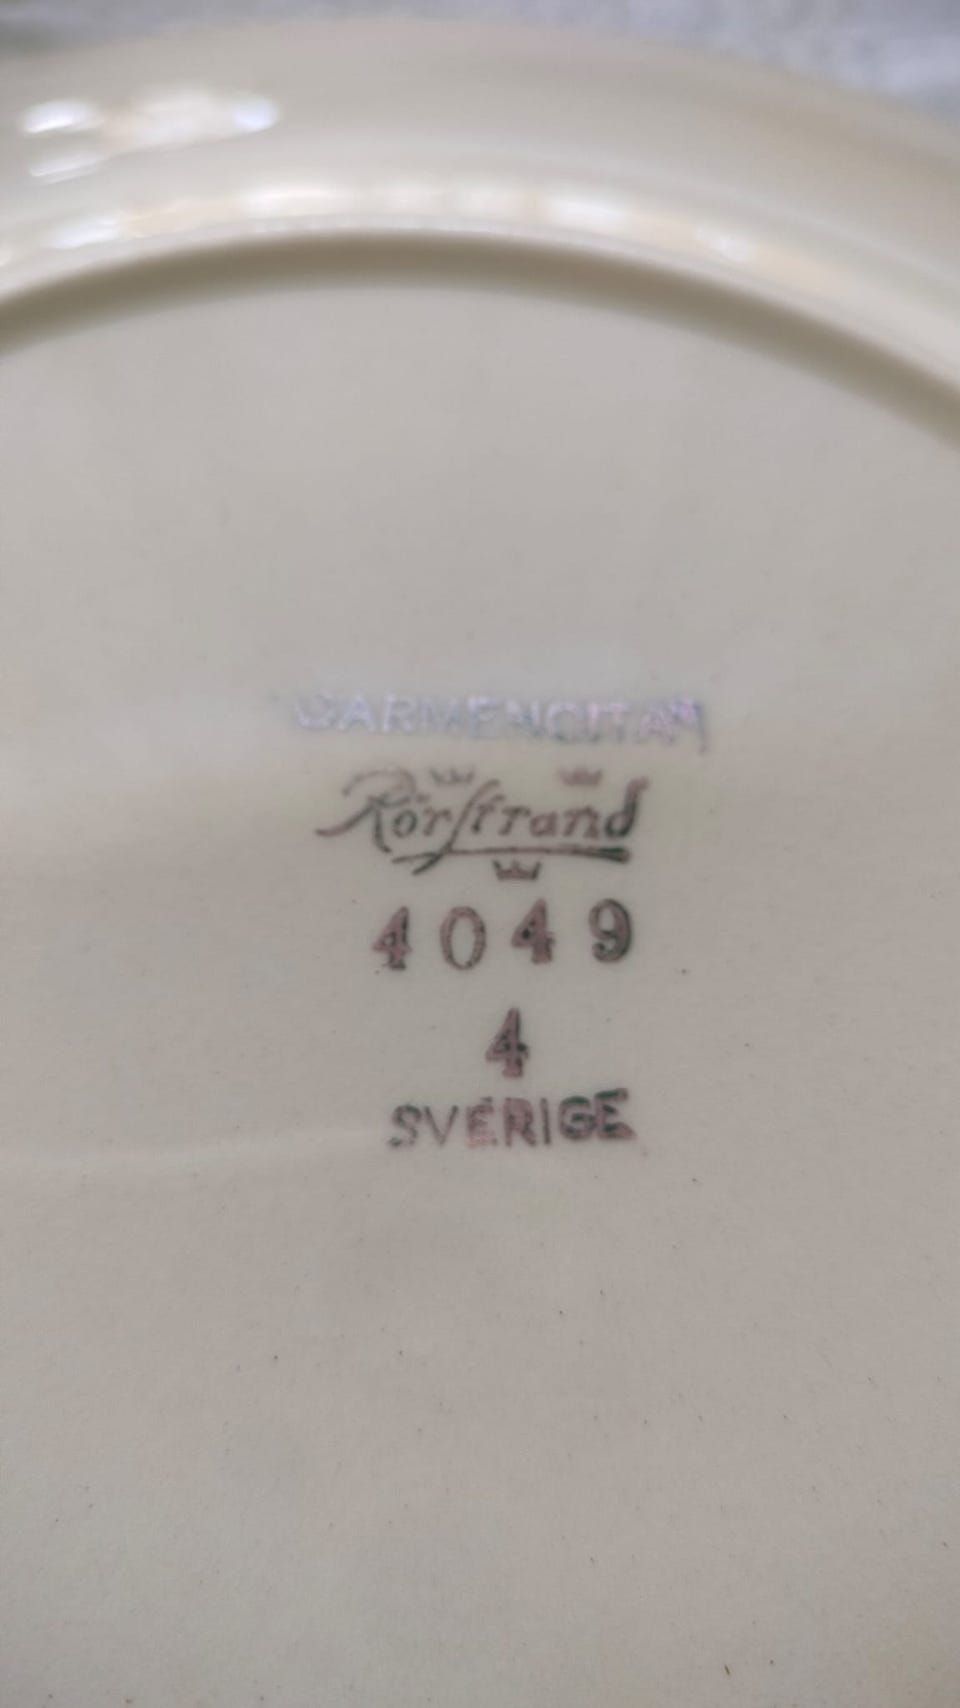 "CARMENCITA"
Rörstrand
4049
4
SVERIGE